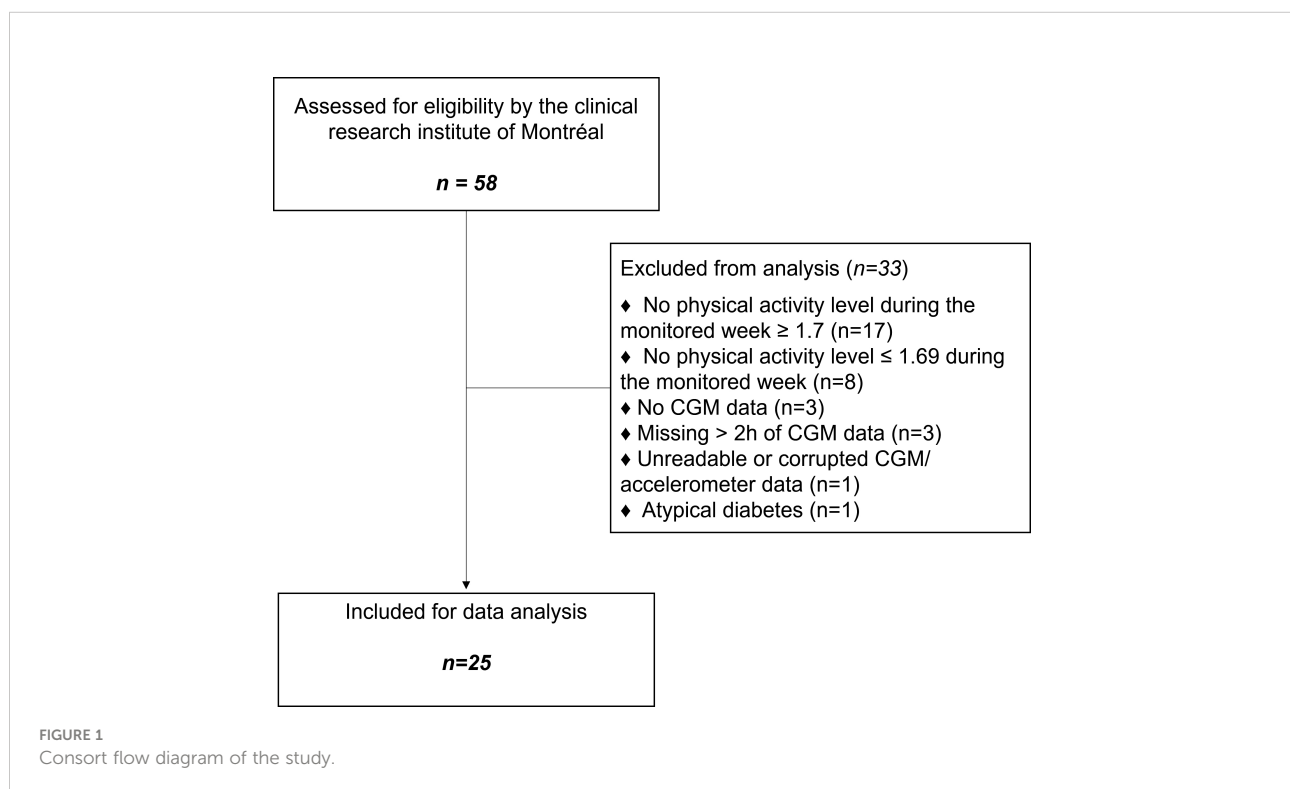 Assessed for eligibility by the clinical
research institute of Montréal
n = 58
Excluded from analysis (n=33)
♦ No physical activity level during the
monitored week ≥ 1.7 (n=17)
♦ No physical activity level ≤ 1.69 during
the monitored week (n=8)
♦ No CGM data (n=3)
♦ Missing > 2h of CGM data (n=3)
♦ Unreadable or corrupted CGM/
accelerometer data (n=1)
♦ Atypical diabetes (n=1)
Included for data analysis
n=25
FIGURE 1
Consort flow diagram of the study.